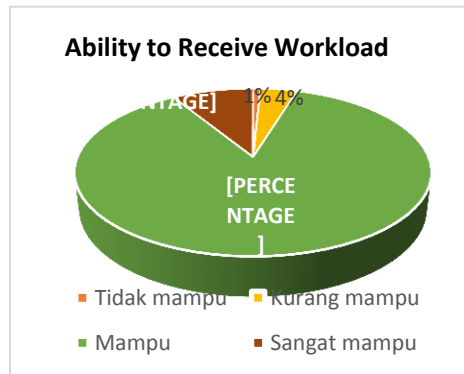 Ability to Receive Workload
NTAGE]
1%
4%
[PERCE
NTAGE
]
Tidak mampu
Kurang mampu
Mampu
Sangat mampu